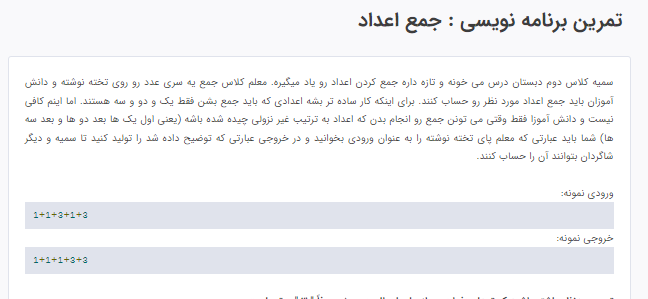 تمرین برنامه نویسی : جمع اعداد
سمیه کلاس دوم دبستان درس می خونه و تازه داره جمع کردن اعداد رو یاد میگیره. معلم کلاس جمع یه سری عدد رو روی تخته نوشته و دانش
آموزان باید جمع اعداد مورد نظر رو حساب کنند. برای اینکه کار ساده تر بشه اعدادی که باید جمع بشن فقط یک و دو و سه هستند. اما اینم کافی
نیست و دانش آموزا فقط وقتی می تونن جمع رو انجام بدن که اعداد به ترتیب غیر نزولی چیده شده باشه (یعنی اول یک ها بعد دو ها و بعد سه
ها) شما باید عبارتی که معلم پای تخته نوشته را به عنوان ورودی بخوانید و در خروجی عبارتی که توضیح داده شد را تولید کنید تا سمیه و دیگر
شاگردان بتوانند آن را حساب کنند.
ورودی نمونه:
1+1+3+1+3
خروجی نمونه:
1+1+1+3+3